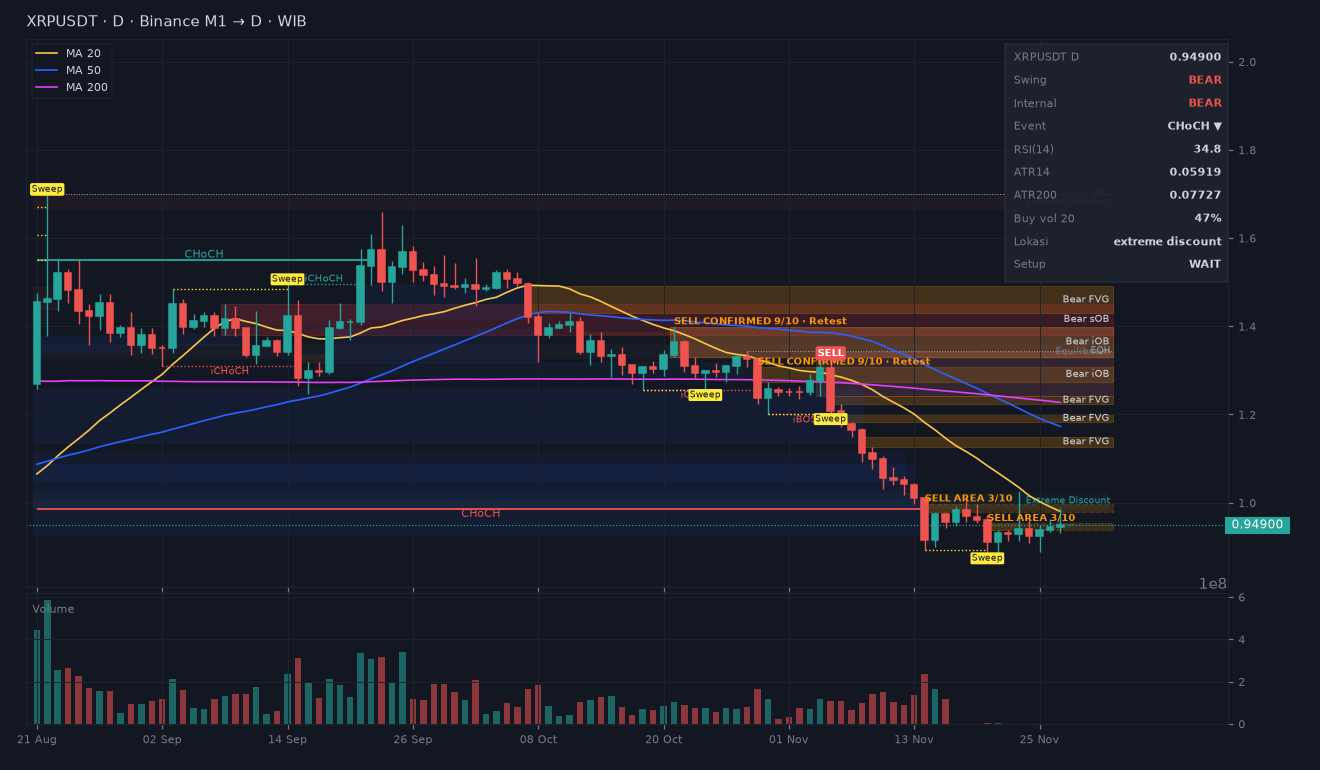 XRPUSDT · D · Binance M1 → D · WIB
MA 20
MA 50
MA 200
XRPUSDT D 0.94900
Swing BEAR
Internal BEAR
Event CHoCH ▼
RSI(14) 34.8
ATR14 0.05919
ATR200 0.07727
Buy vol 20 47%
Lokasi extreme discount
Setup WAIT
2.0
1.8
1.6
1.4
1.2
1.0
0.94900
Sweep
CHoCH
Sweep
CHoCH
iCHoCH
Bear FVG
Bear sOB
SELL CONFIRMED 9/10 · Retest
Bear iOB
SELL
EQH
SELL CONFIRMED 9/10 · Retest
Bear iOB
Sweep
Bear FVG
Sweep
Bear FVG
Bear FVG
SELL AREA 3/10
Extreme Discount
CHoCH
SELL AREA 3/10
Sweep
1e8
Volume
6
4
2
0
21 Aug
02 Sep
14 Sep
26 Sep
08 Oct
20 Oct
01 Nov
13 Nov
25 Nov